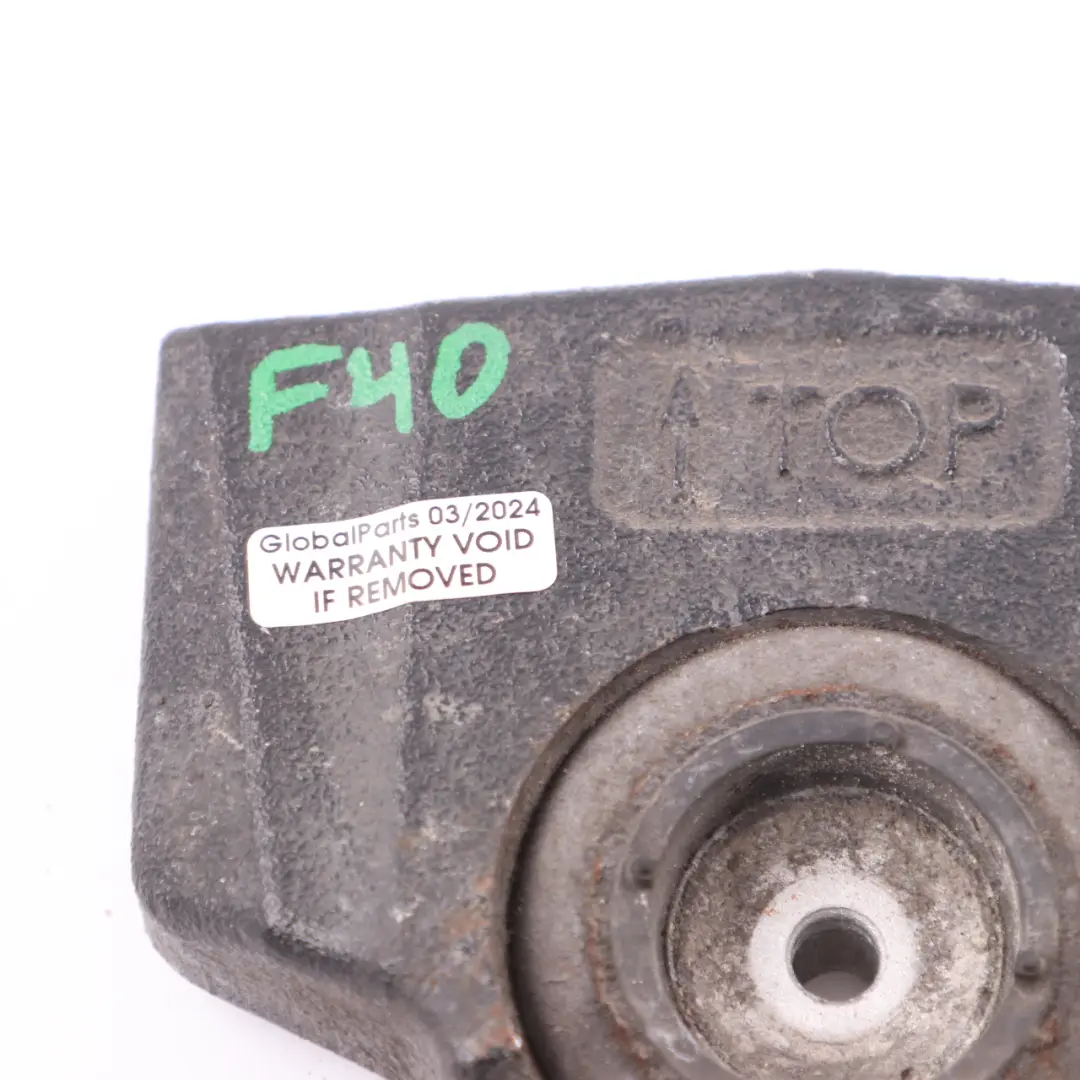 F40
↑ TOP
GlobalParts 03/2024
WARRANTY VOID
IF REMOVED